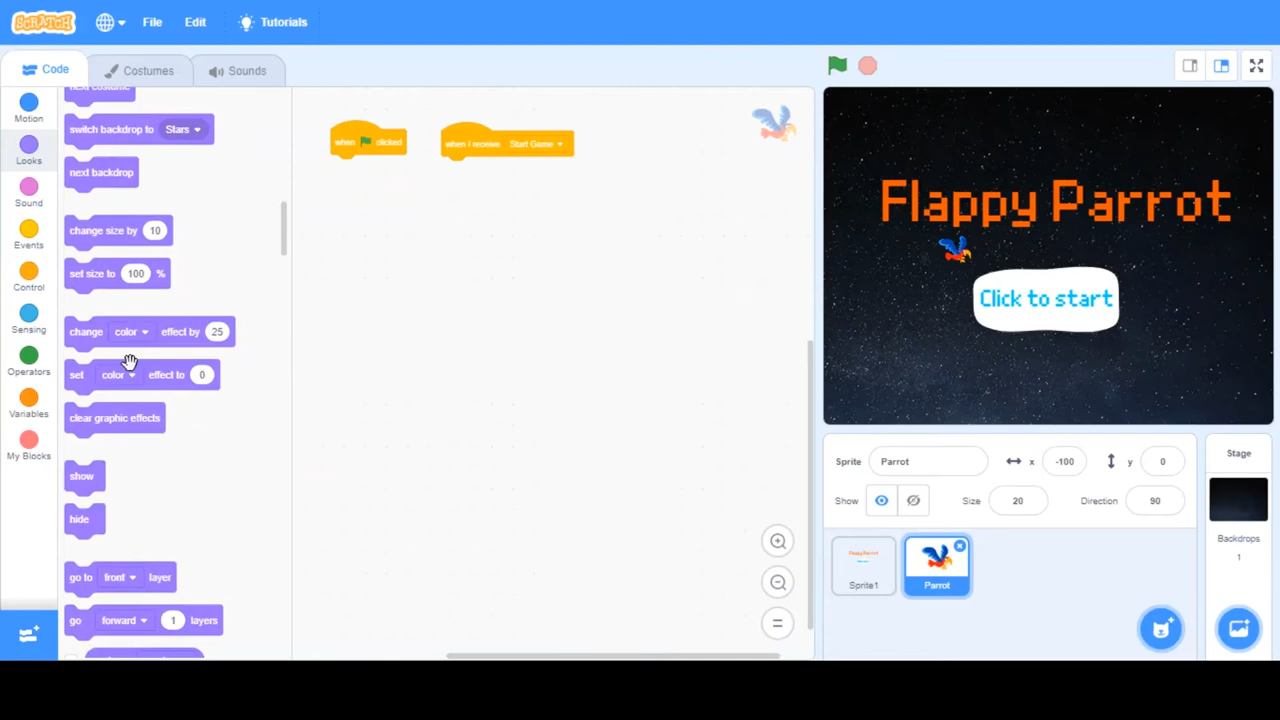 SCRATCH File Edit Tutorials
Code Costumes Sounds
Motion
Looks
Sound
Events
Control
Sensing
Operators
Variables
My Blocks
next costume
switch backdrop to Stars
next backdrop
change size by 10
set size to 100 %
change color effect by 25
set color effect to 0
clear graphic effects
show
hide
go to front layer
go forward 1 layers
when clicked
when I receive Start Game
Flappy Parrot
Click to start
Sprite Parrot x -100 y 0
Show Size 20 Direction 90
Flappy Parrot
Sprite1
Parrot
Stage
Backdrops
1